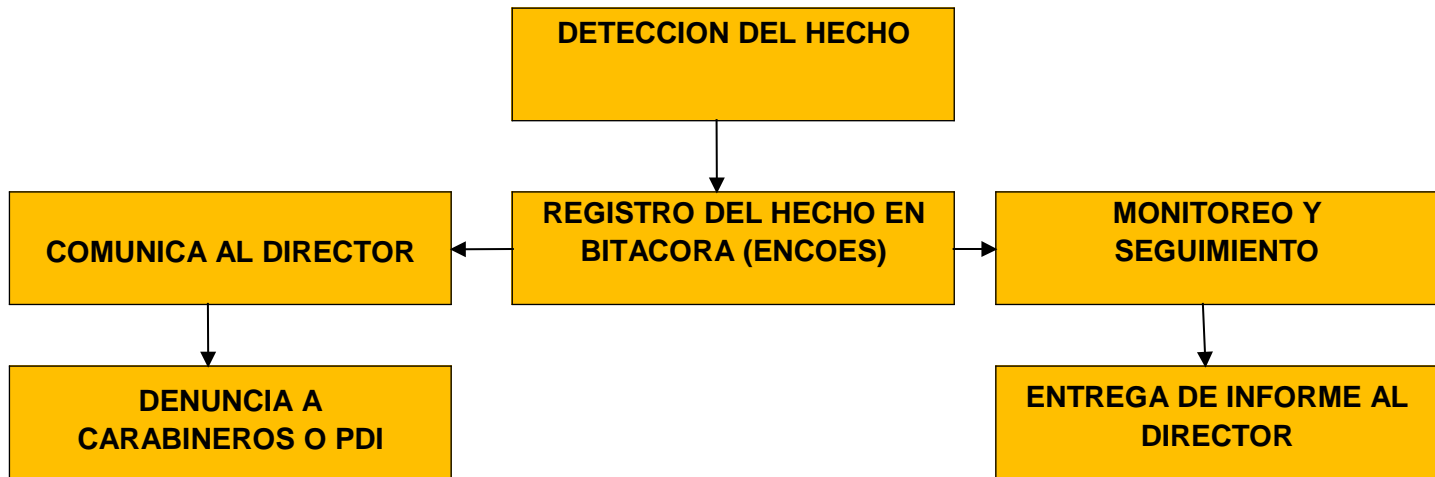 DETECCION DEL HECHO
COMUNICA AL DIRECTOR
REGISTRO DEL HECHO EN
BITACORA (ENCOES)
MONITOREO Y
SEGUIMIENTO
DENUNCIA A
CARABINEROS O PDI
ENTREGA DE INFORME AL
DIRECTOR